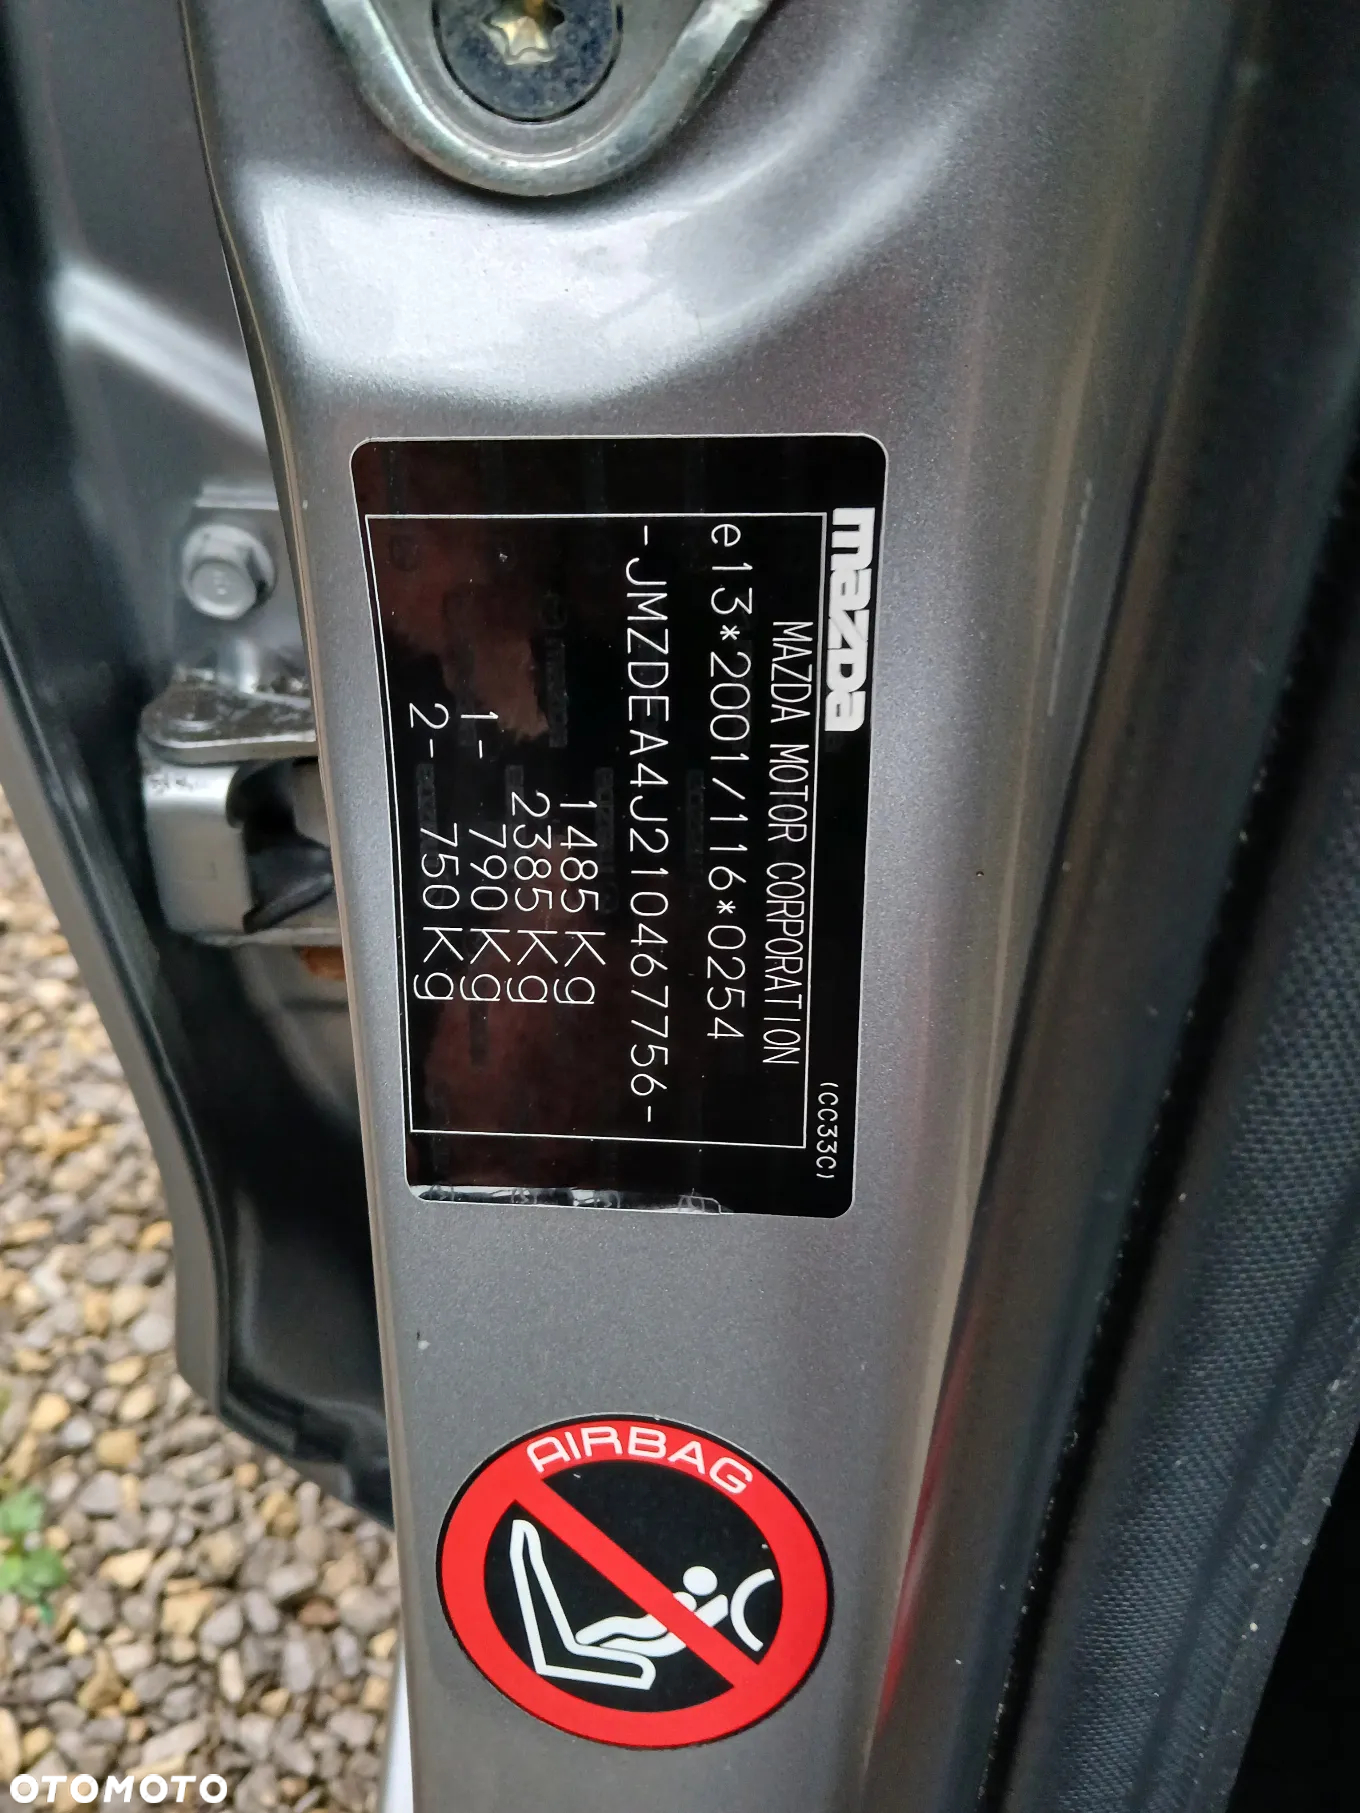 mazDa
MAZDA MOTOR CORPORATION
(CC33C)
e13*2001/116*0254
-JMZDEA4J210467756-
1485Kg
2385Kg
1- 790Kg
2- 750Kg
AIRBAG
OTOMOTO